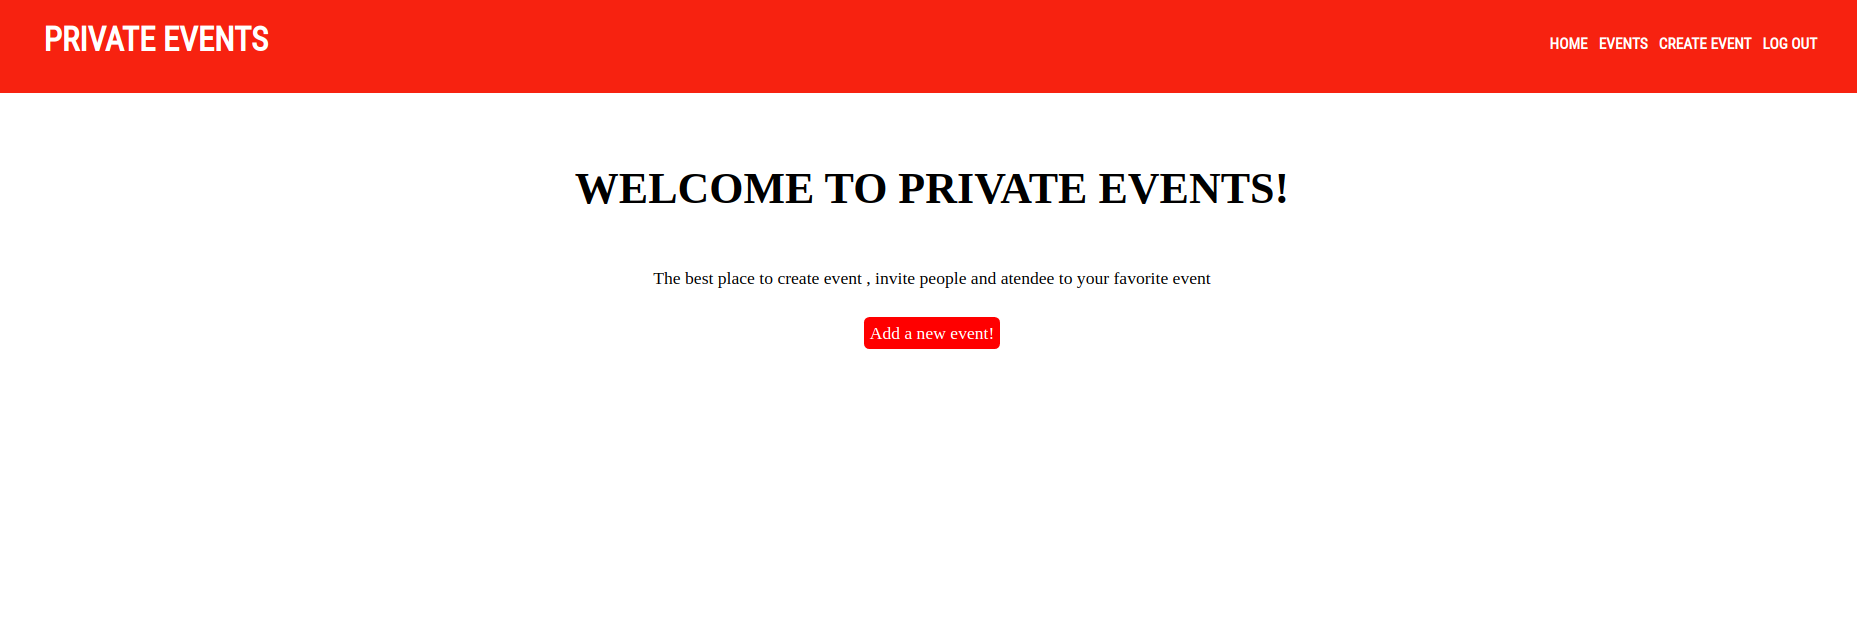 PRIVATE EVENTS
HOME EVENTS CREATE EVENT LOG OUT
WELCOME TO PRIVATE EVENTS!
The best place to create event , invite people and atendee to your favorite event
Add a new event!